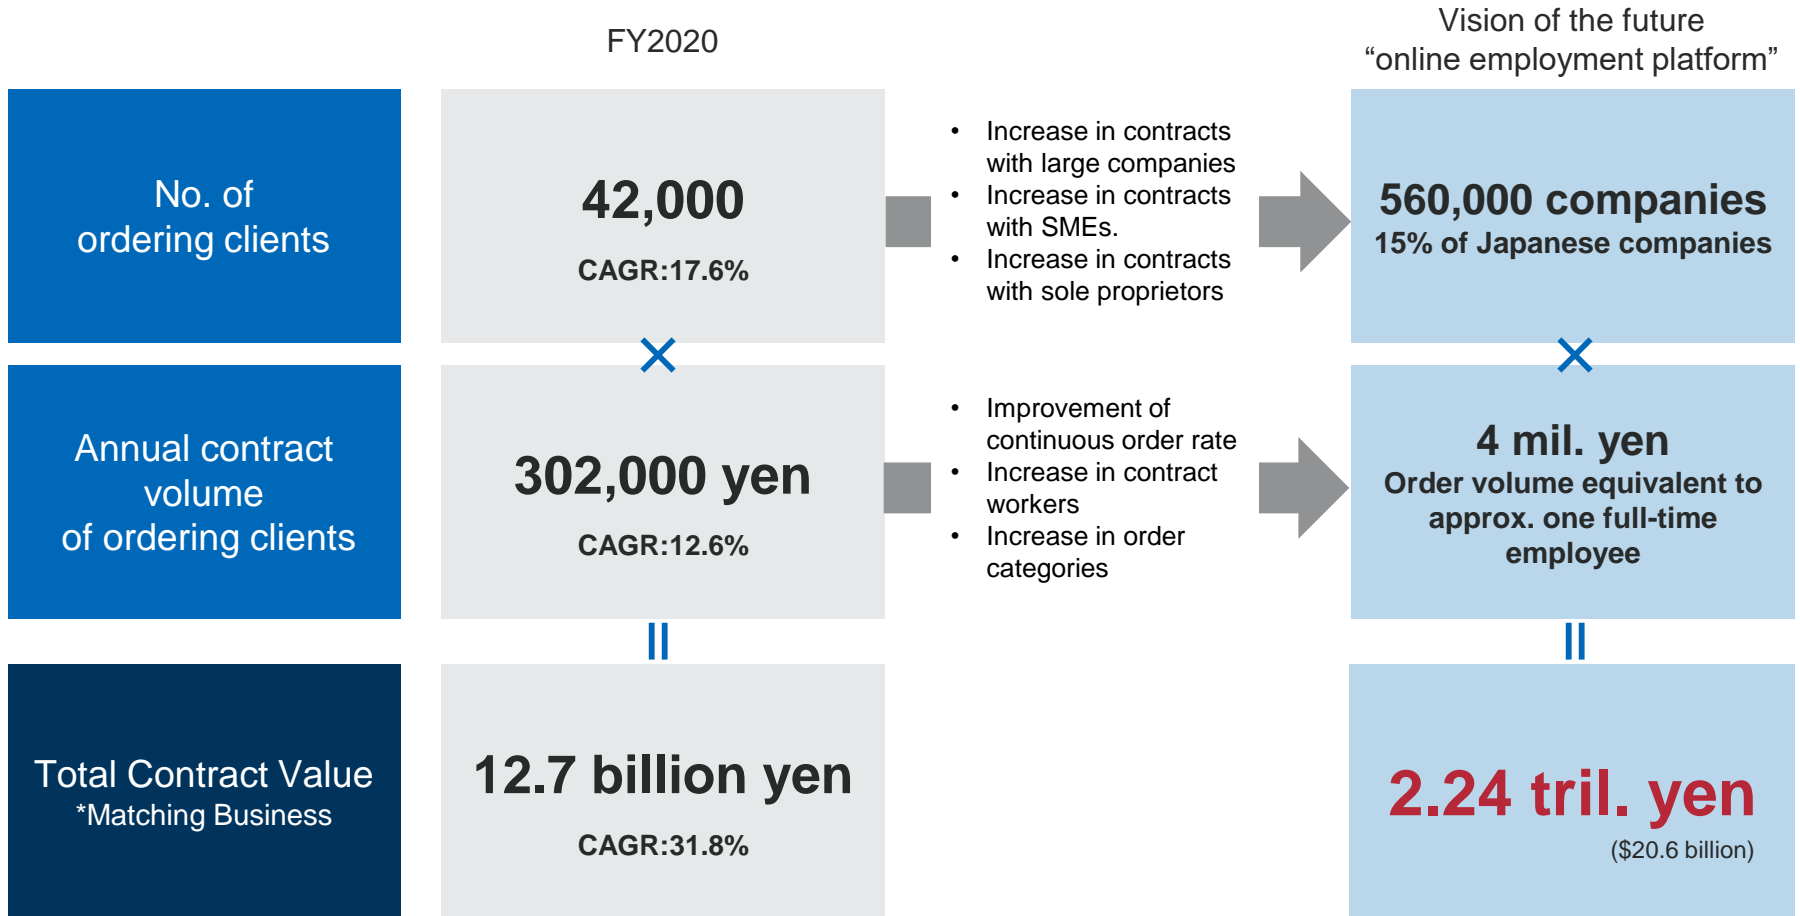 FY2020
Vision of the future
“online employment platform”
No. of
ordering clients
42,000
CAGR:17.6%
• Increase in contracts
with large companies
• Increase in contracts
with SMEs.
• Increase in contracts
with sole proprietors
560,000 companies
15% of Japanese companies
×
×
Annual contract
volume
of ordering clients
302,000 yen
CAGR:12.6%
• Improvement of
continuous order rate
• Increase in contract
workers
• Increase in order
categories
4 mil. yen
Order volume equivalent to
approx. one full-time
employee
=
=
Total Contract Value
*Matching Business
12.7 billion yen
CAGR:31.8%
2.24 tril. yen
($20.6 billion)